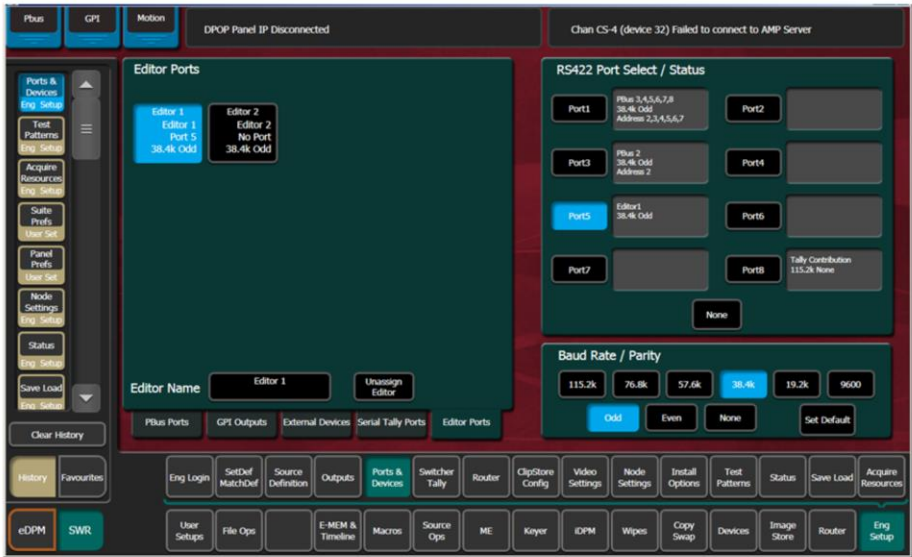 Pbus
GPI
Motion
DPOP Panel IP Disconnected
Chan CS-4 (device 32) Failed to connect to AMP Server
Ports &
Devices
Eng Setup
Test
Patterns
Eng Setup
Acquire
Resources
Eng Setup
Suite
Prefs
User Set
Panel
Prefs
User Set
Node
Settings
Eng Setup
Status
Eng Setup
Save Load
Eng Setup
Clear History
History
Favourites
eDPM
SWR
Editor Ports
Editor 1
Editor 1
Port 5
38.4k Odd
Editor 2
Editor 2
No Port
38.4k Odd
Editor Name
Editor 1
Unassign
Editor
PBus Ports
GPI Outputs
External Devices
Serial Tally Ports
Editor Ports
RS422 Port Select / Status
Port1
PBus 3,4,5,6,7,8
38.4k Odd
Address 2,3,4,5,6,7
Port2
Port3
PBus 2
38.4k Odd
Address 2
Port4
Port5
Editor1
38.4k Odd
Port6
Port7
Port8
Tally Contribution
115.2k None
None
Baud Rate / Parity
115.2k
76.8k
57.6k
38.4k
19.2k
9600
Odd
Even
None
Set Default
Eng Login
SetDef
MatchDef
Source
Definition
Outputs
Ports &
Devices
Switcher
Tally
Router
ClipStore
Config
Video
Settings
Node
Settings
Install
Options
Test
Patterns
Status
Save Load
Acquire
Resources
User
Setups
File Ops
E-MEM &
Timeline
Macros
Source
Ops
ME
Keyer
iDPM
Wipes
Copy
Swap
Devices
Image
Store
Router
Eng
Setup